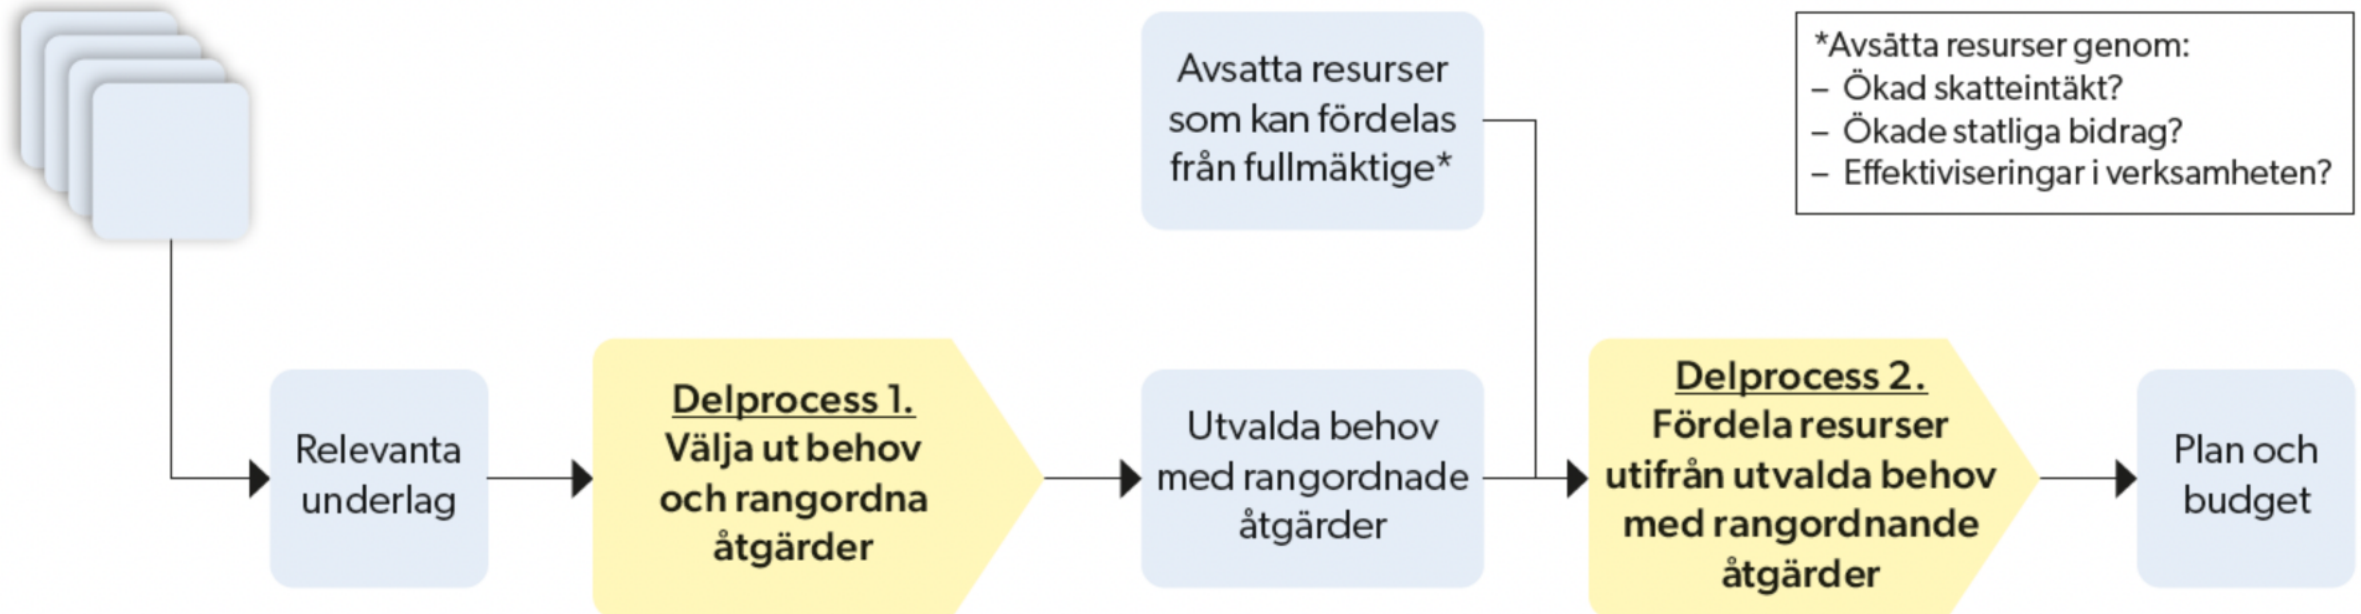 Avsatta resurser
som kan fördelas
från fullmäktige*
*Avsätta resurser genom:
– Ökad skatteintäkt?
– Ökade statliga bidrag?
– Effektiviseringar i verksamheten?
Relevanta
underlag
Delprocess 1.
Välja ut behov
och rangordna
åtgärder
Utvalda behov
med rangordnade
åtgärder
Delprocess 2.
Fördela resurser
utifrån utvalda behov
med rangordnande
åtgärder
Plan och
budget